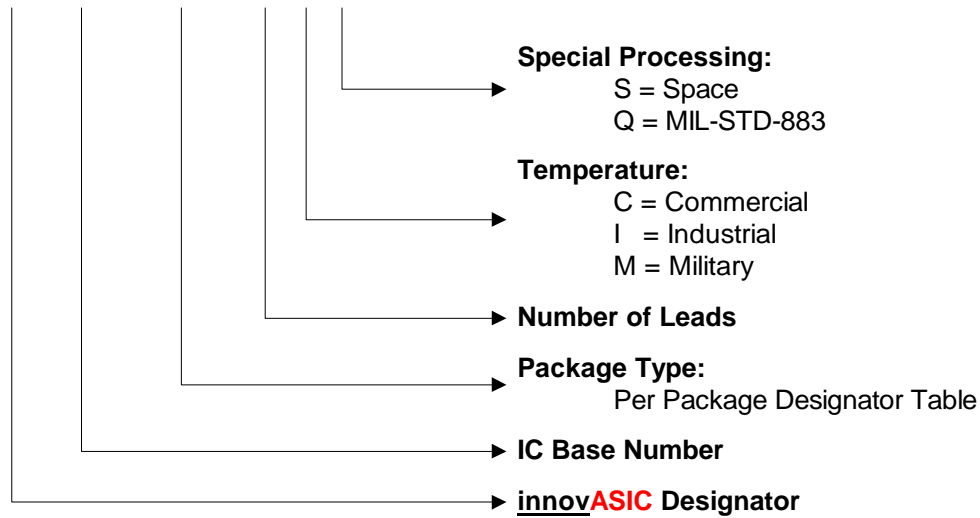 Special Processing:
S = Space
Q = MIL-STD-883
Temperature:
C = Commercial
I = Industrial
M = Military
Number of Leads
Package Type:
Per Package Designator Table
IC Base Number
innovASIC Designator